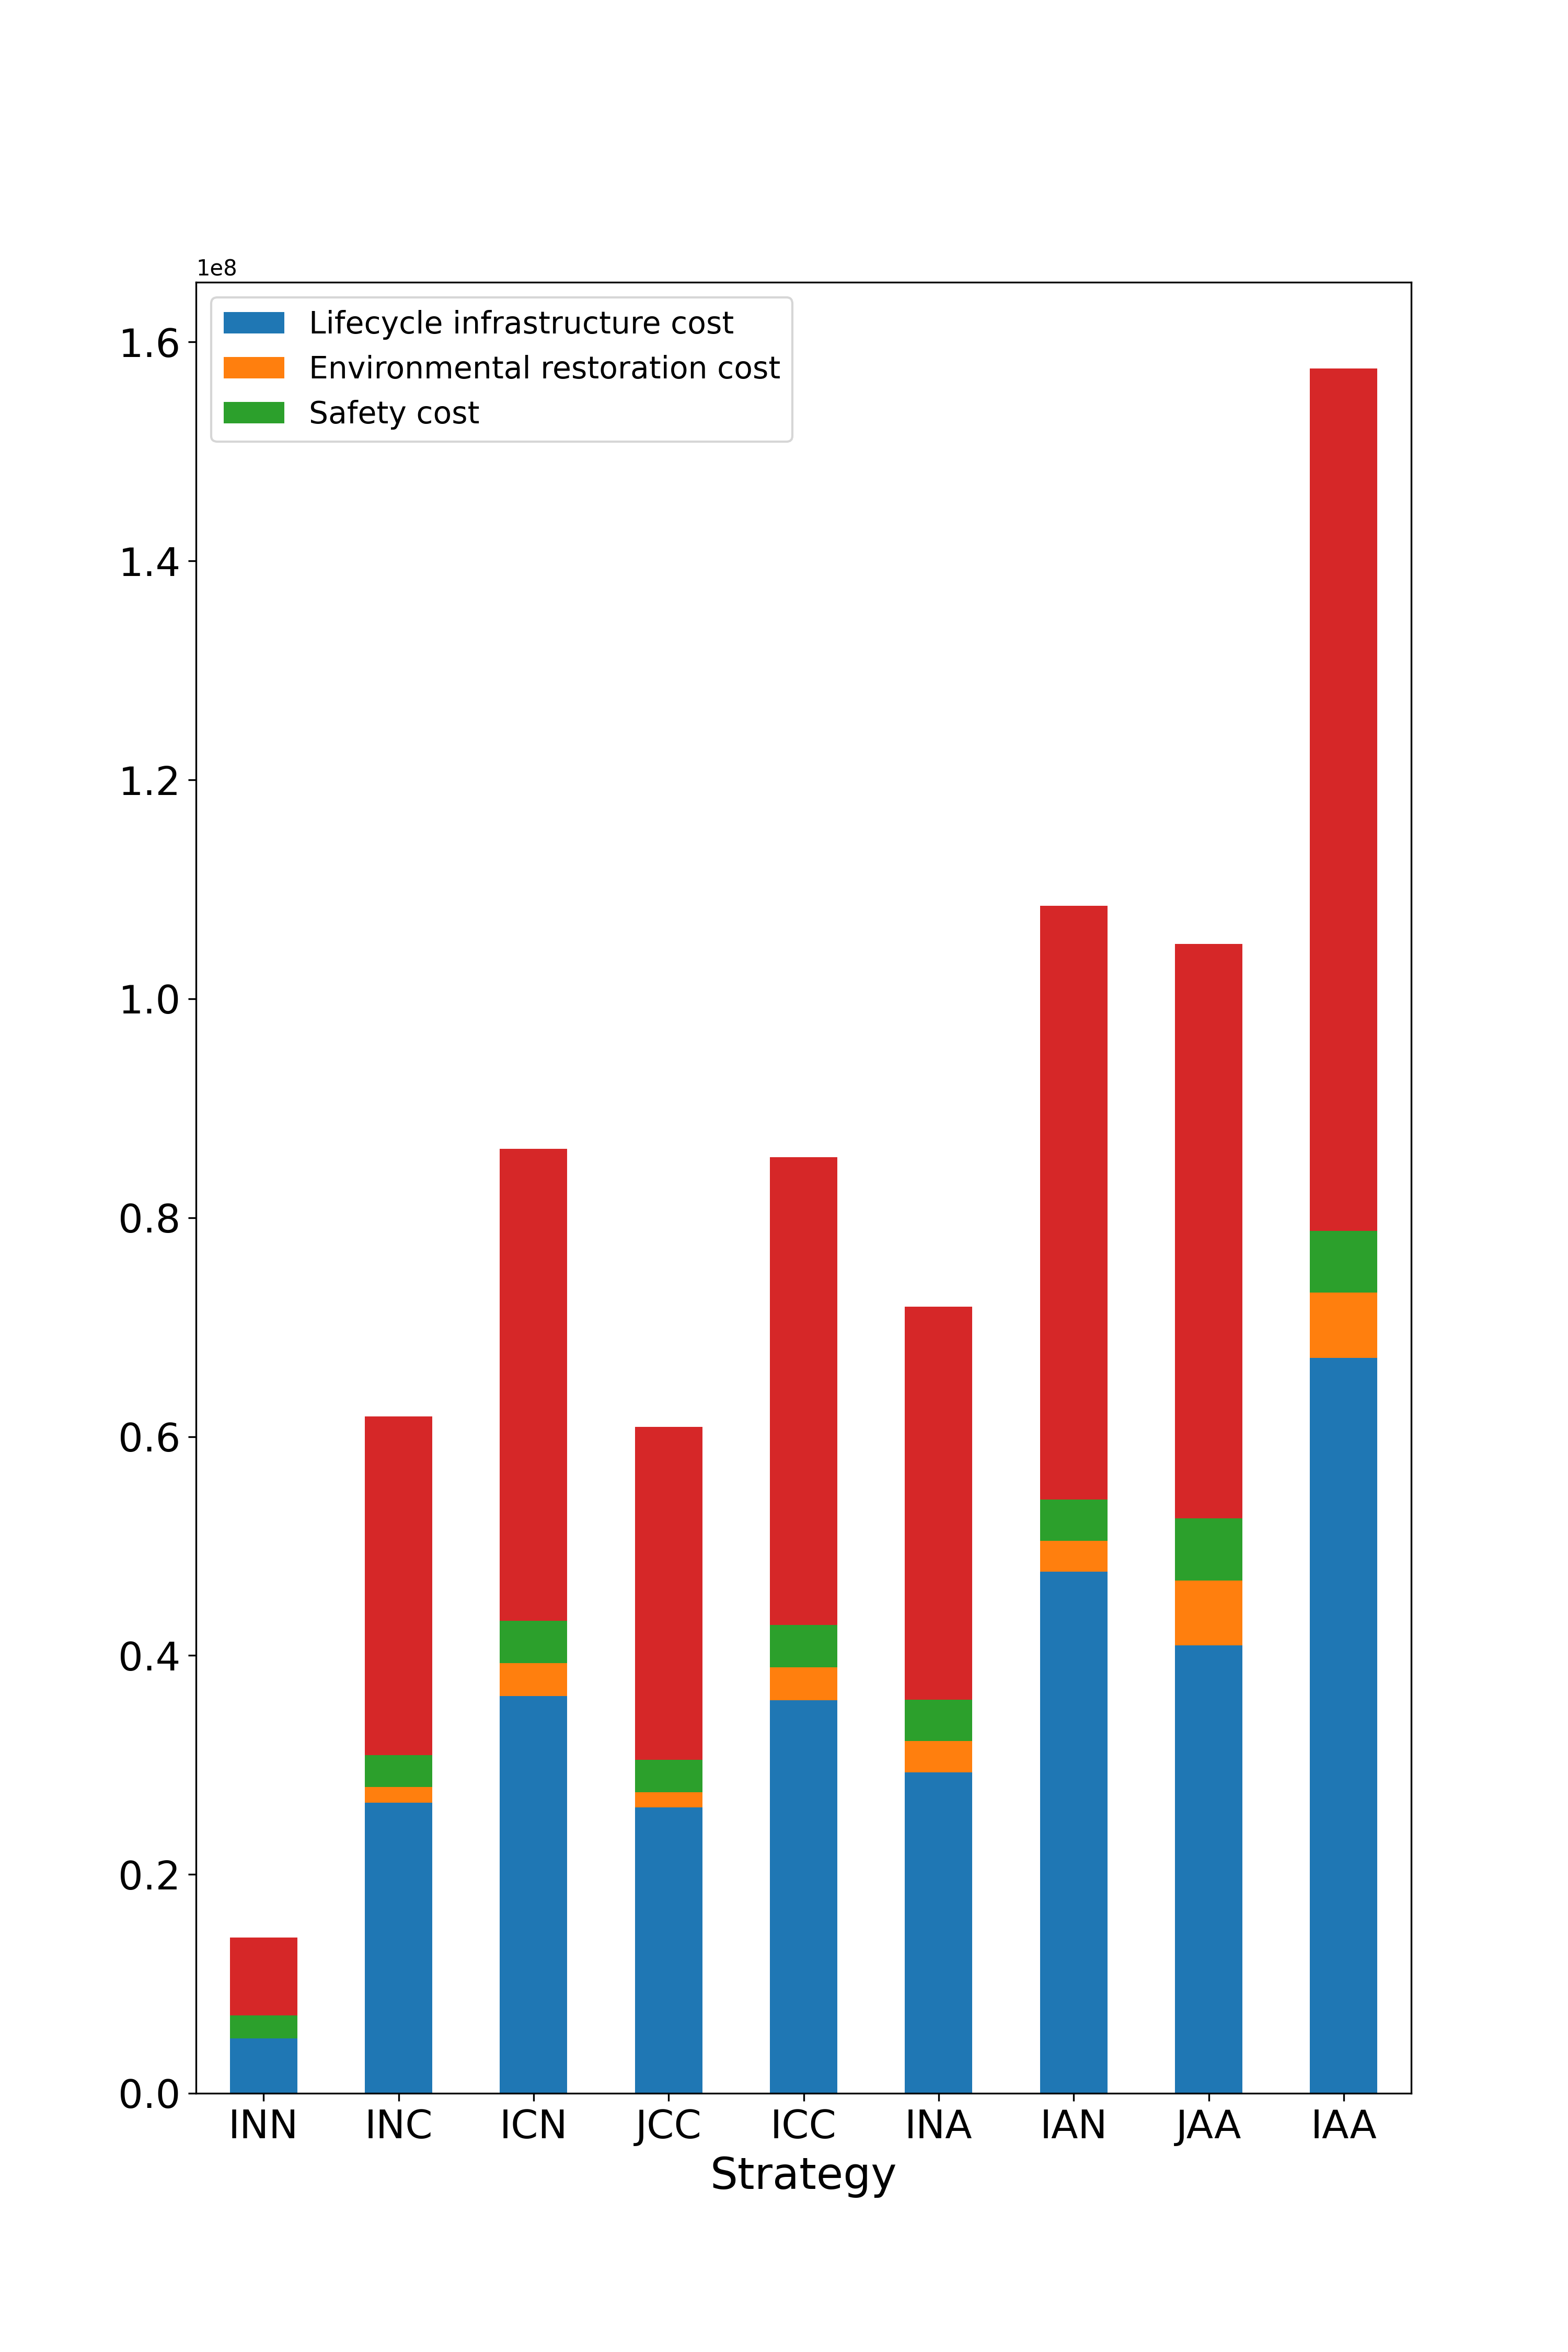 1e8
1.6
1.4
1.2
1.0
0.8
0.6
0.4
0.2
0.0
Lifecycle infrastructure cost
Environmental restoration cost
Safety cost
INN INC ICN JCC ICC INA IAN JAA IAA
Strategy